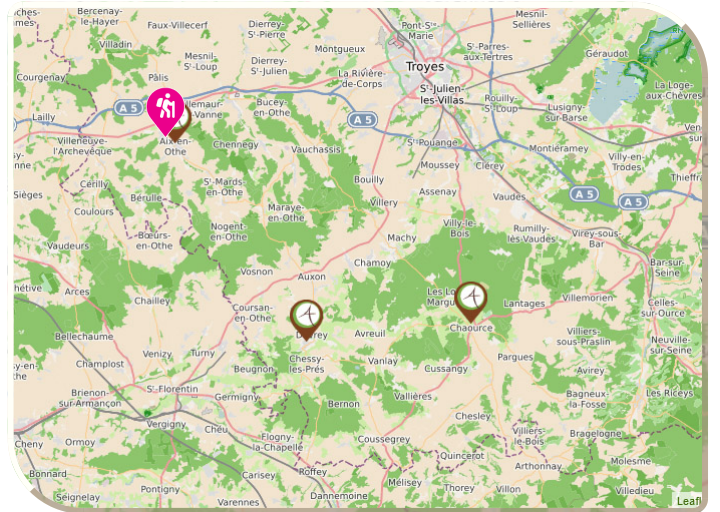 Bercenay-
le-Hayer
Faux-Villecerf
Dierrey-
St-Pierre
Pont-Ste-
Marie
Mesnil-
Sellières
Villadin
Mesnil-
St-Loup
Montgueux
St-Parres-
aux-Tertres
Géraudot
Courgenay
Pâlis
Dierrey-
St-Julien
La Rivière-
de-Corps
Troyes
St-Julien-
les-Villas
La Loge-
aux-Chèvres
Lailly
A 5
Bucey-
en-Othe
A 5
Rouilly-
St-Loup
Lusigny-
sur-Barse
Villeneuve-
l'Archevêque
Aix-en-
Othe
Chennegy
Vauchassis
St-Pouange
Moussey
Clérey
Montiéramey
Villy-en-
Trodes
Sièges
Cérilly
Bérulle
St-Mards-
en-Othe
Bouilly
Assenay
Vaudes
A 5
A 5
Coulours
Maraye-
en-Othe
Villery
Villy-le-
Bois
Rumilly-
lès-Vaudes
Virey-sous-
Bar
Vaudeurs
Bœurs-
en-Othe
Nogent-
en-Othe
Machy
Chamoy
Bar-sur-
Seine
Arces
Chailley
Vosnon
Auxon
Lantages
Villemorien
Celles-
sur-Ource
Coursan-
en-Othe
Chaource
Bellechaume
Avreuil
Villiers-
sous-Praslin
Neuville-
sur-Seine
Venizy
Turny
Chessy-
les-Prés
Vanlay
Pargues
Champlost
Beugnon
Cussangy
Avirey
Brienon-
sur-Armançon
St-Florentin
Germigny
Bernon
Vallières
Bagneux-
la-Fosse
Les Riceys
Vergigny
Chéu
Chesley
Villiers-
le-Bois
Bragelogne
Cheny
Ormoy
Flogny-
la-Chapelle
Coussegrey
Quincerot
Arthonnay
Molesme
Bonnard
Carisey
Roffey
Mélisey
Thorey
Villon
Villedieu
Seignelay
Pontigny
Varennes
Dannemoine
Leafl